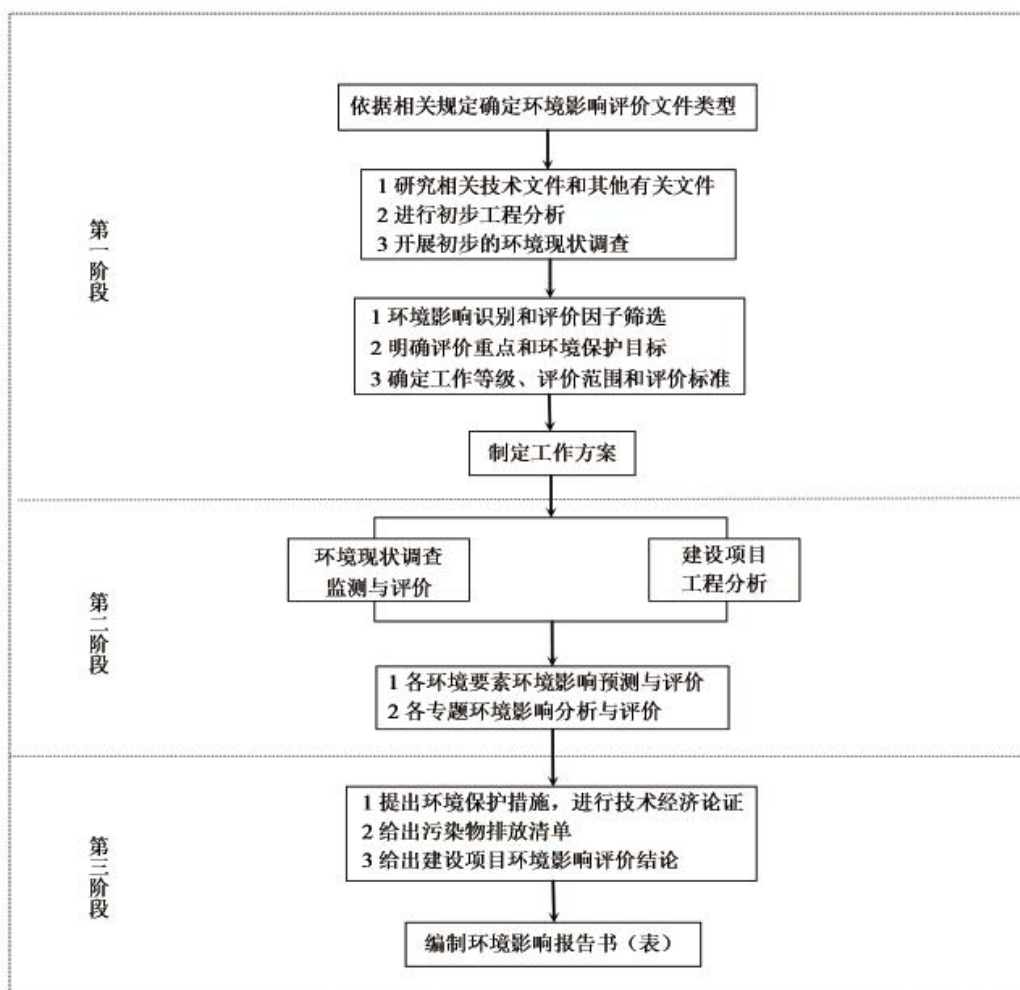 依据相关规定确定环境影响评价文件类型
1 研究相关技术文件和其他有关文件
2 进行初步工程分析
3 开展初步的环境现状调查
第一阶段
1 环境影响识别和评价因子筛选
2 明确评价重点和环境保护目标
3 确定工作等级、评价范围和评价标准
制定工作方案
环境现状调查
监测与评价
建设项目
工程分析
第二阶段
1 各环境要素环境影响预测与评价
2 各专题环境影响分析与评价
1 提出环境保护措施，进行技术经济论证
2 给出污染物排放清单
3 给出建设项目环境影响评价结论
第三阶段
编制环境影响报告书（表）